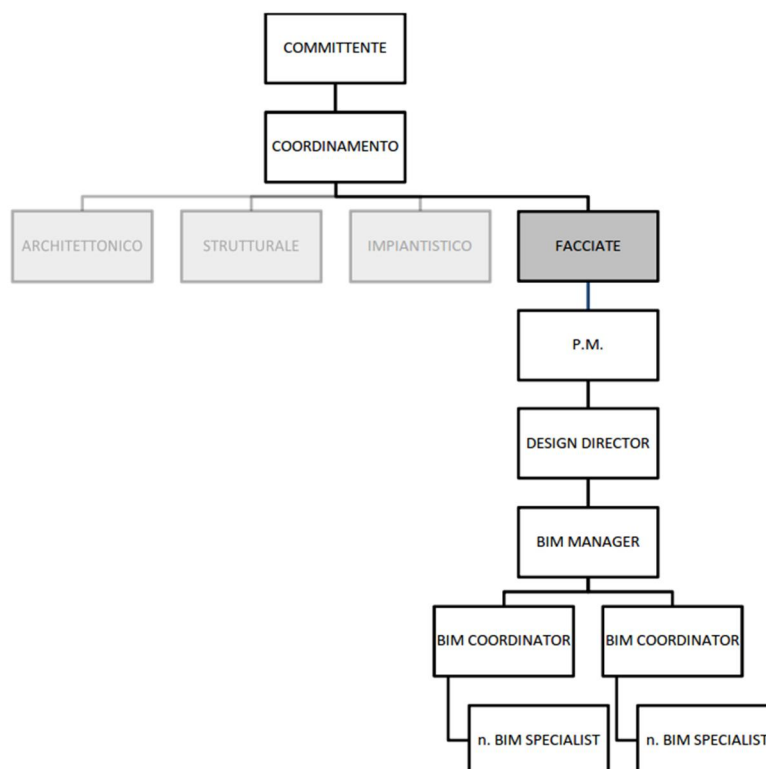 COMMITTENTE
COORDINAMENTO
ARCHITETTONICO
STRUTTURALE
IMPIANTISTICO
FACCIATE
P.M.
DESIGN DIRECTOR
BIM MANAGER
BIM COORDINATOR
BIM COORDINATOR
n. BIM SPECIALIST
n. BIM SPECIALIST